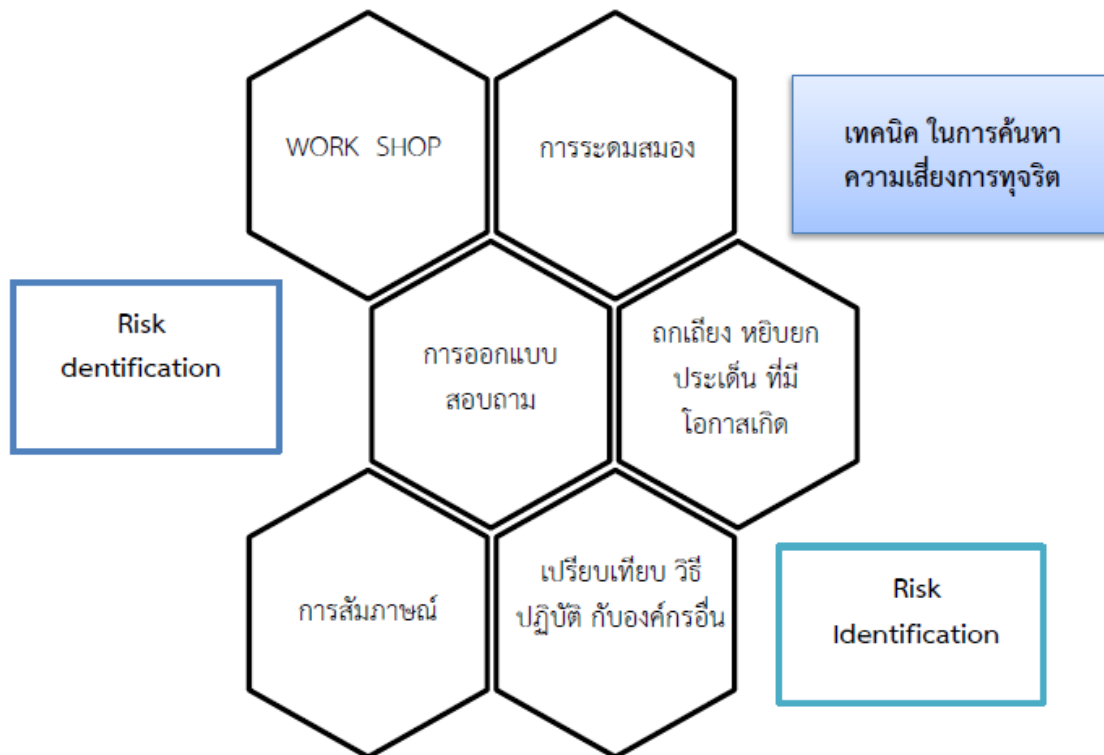 WORK SHOP
การระดมสมอง
เทคนิค ในการค้นหา
ความเสี่ยงการทุจริต
Risk
dentification
การออกแบบ
สอบถาม
ถกเถียง หยิบยก
ประเด็น ที่มี
โอกาสเกิด
การสัมภาษณ์
เปรียบเทียบ วิธี
ปฏิบัติ กับองค์กรอื่น
Risk
Identification